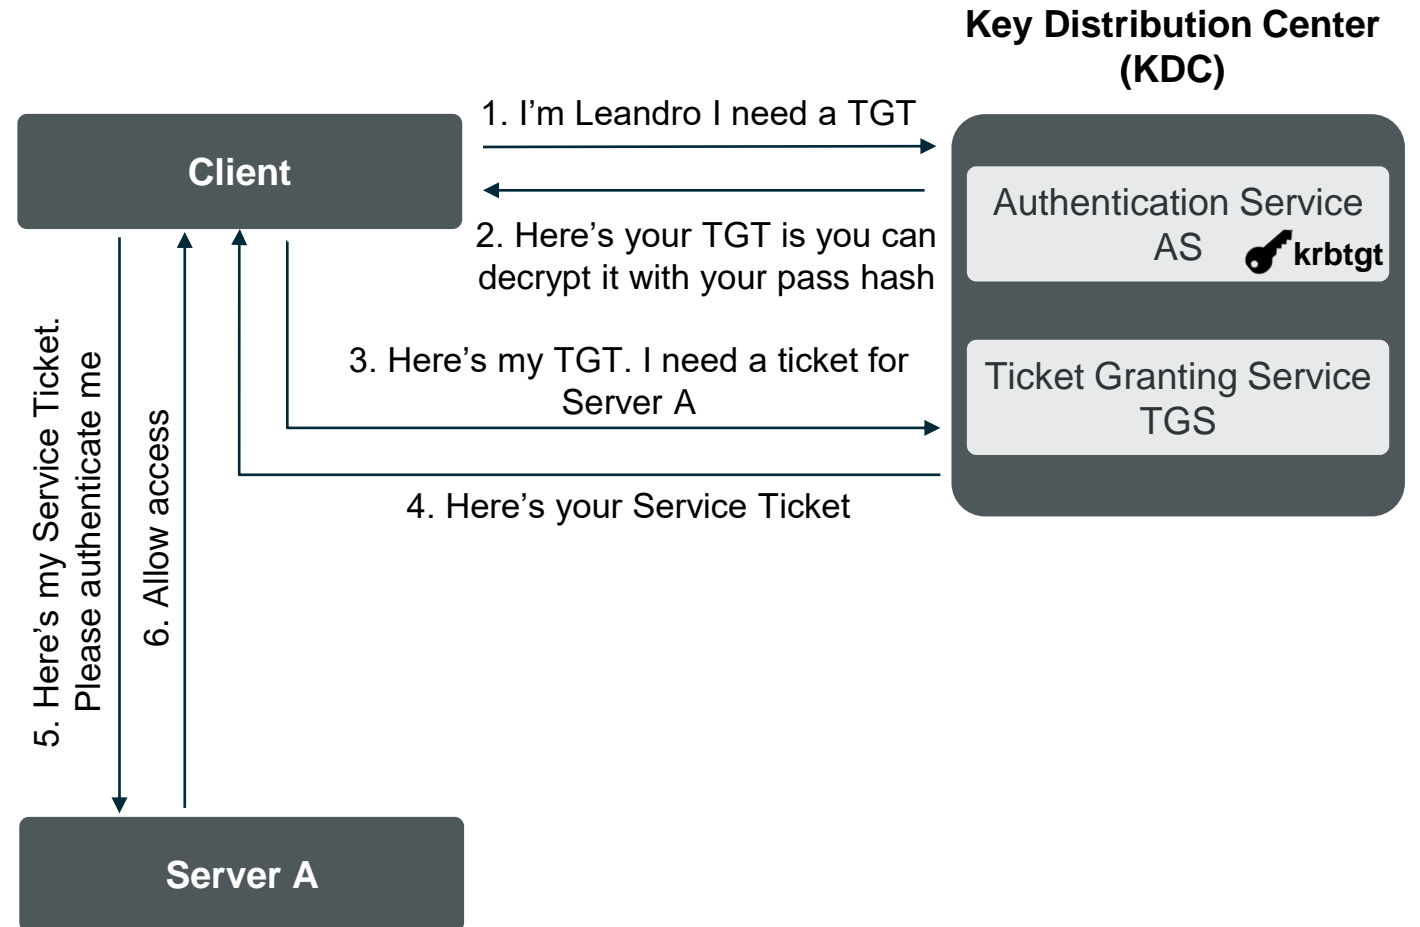 Key Distribution Center
(KDC)
Client
1. I’m Leandro I need a TGT
2. Here’s your TGT is you can
decrypt it with your pass hash
Authentication Service
AS
krbtgt
3. Here’s my TGT. I need a ticket for
Server A
Ticket Granting Service
TGS
4. Here’s your Service Ticket
5. Here’s my Service Ticket.
Please authenticate me
6. Allow access
Server A